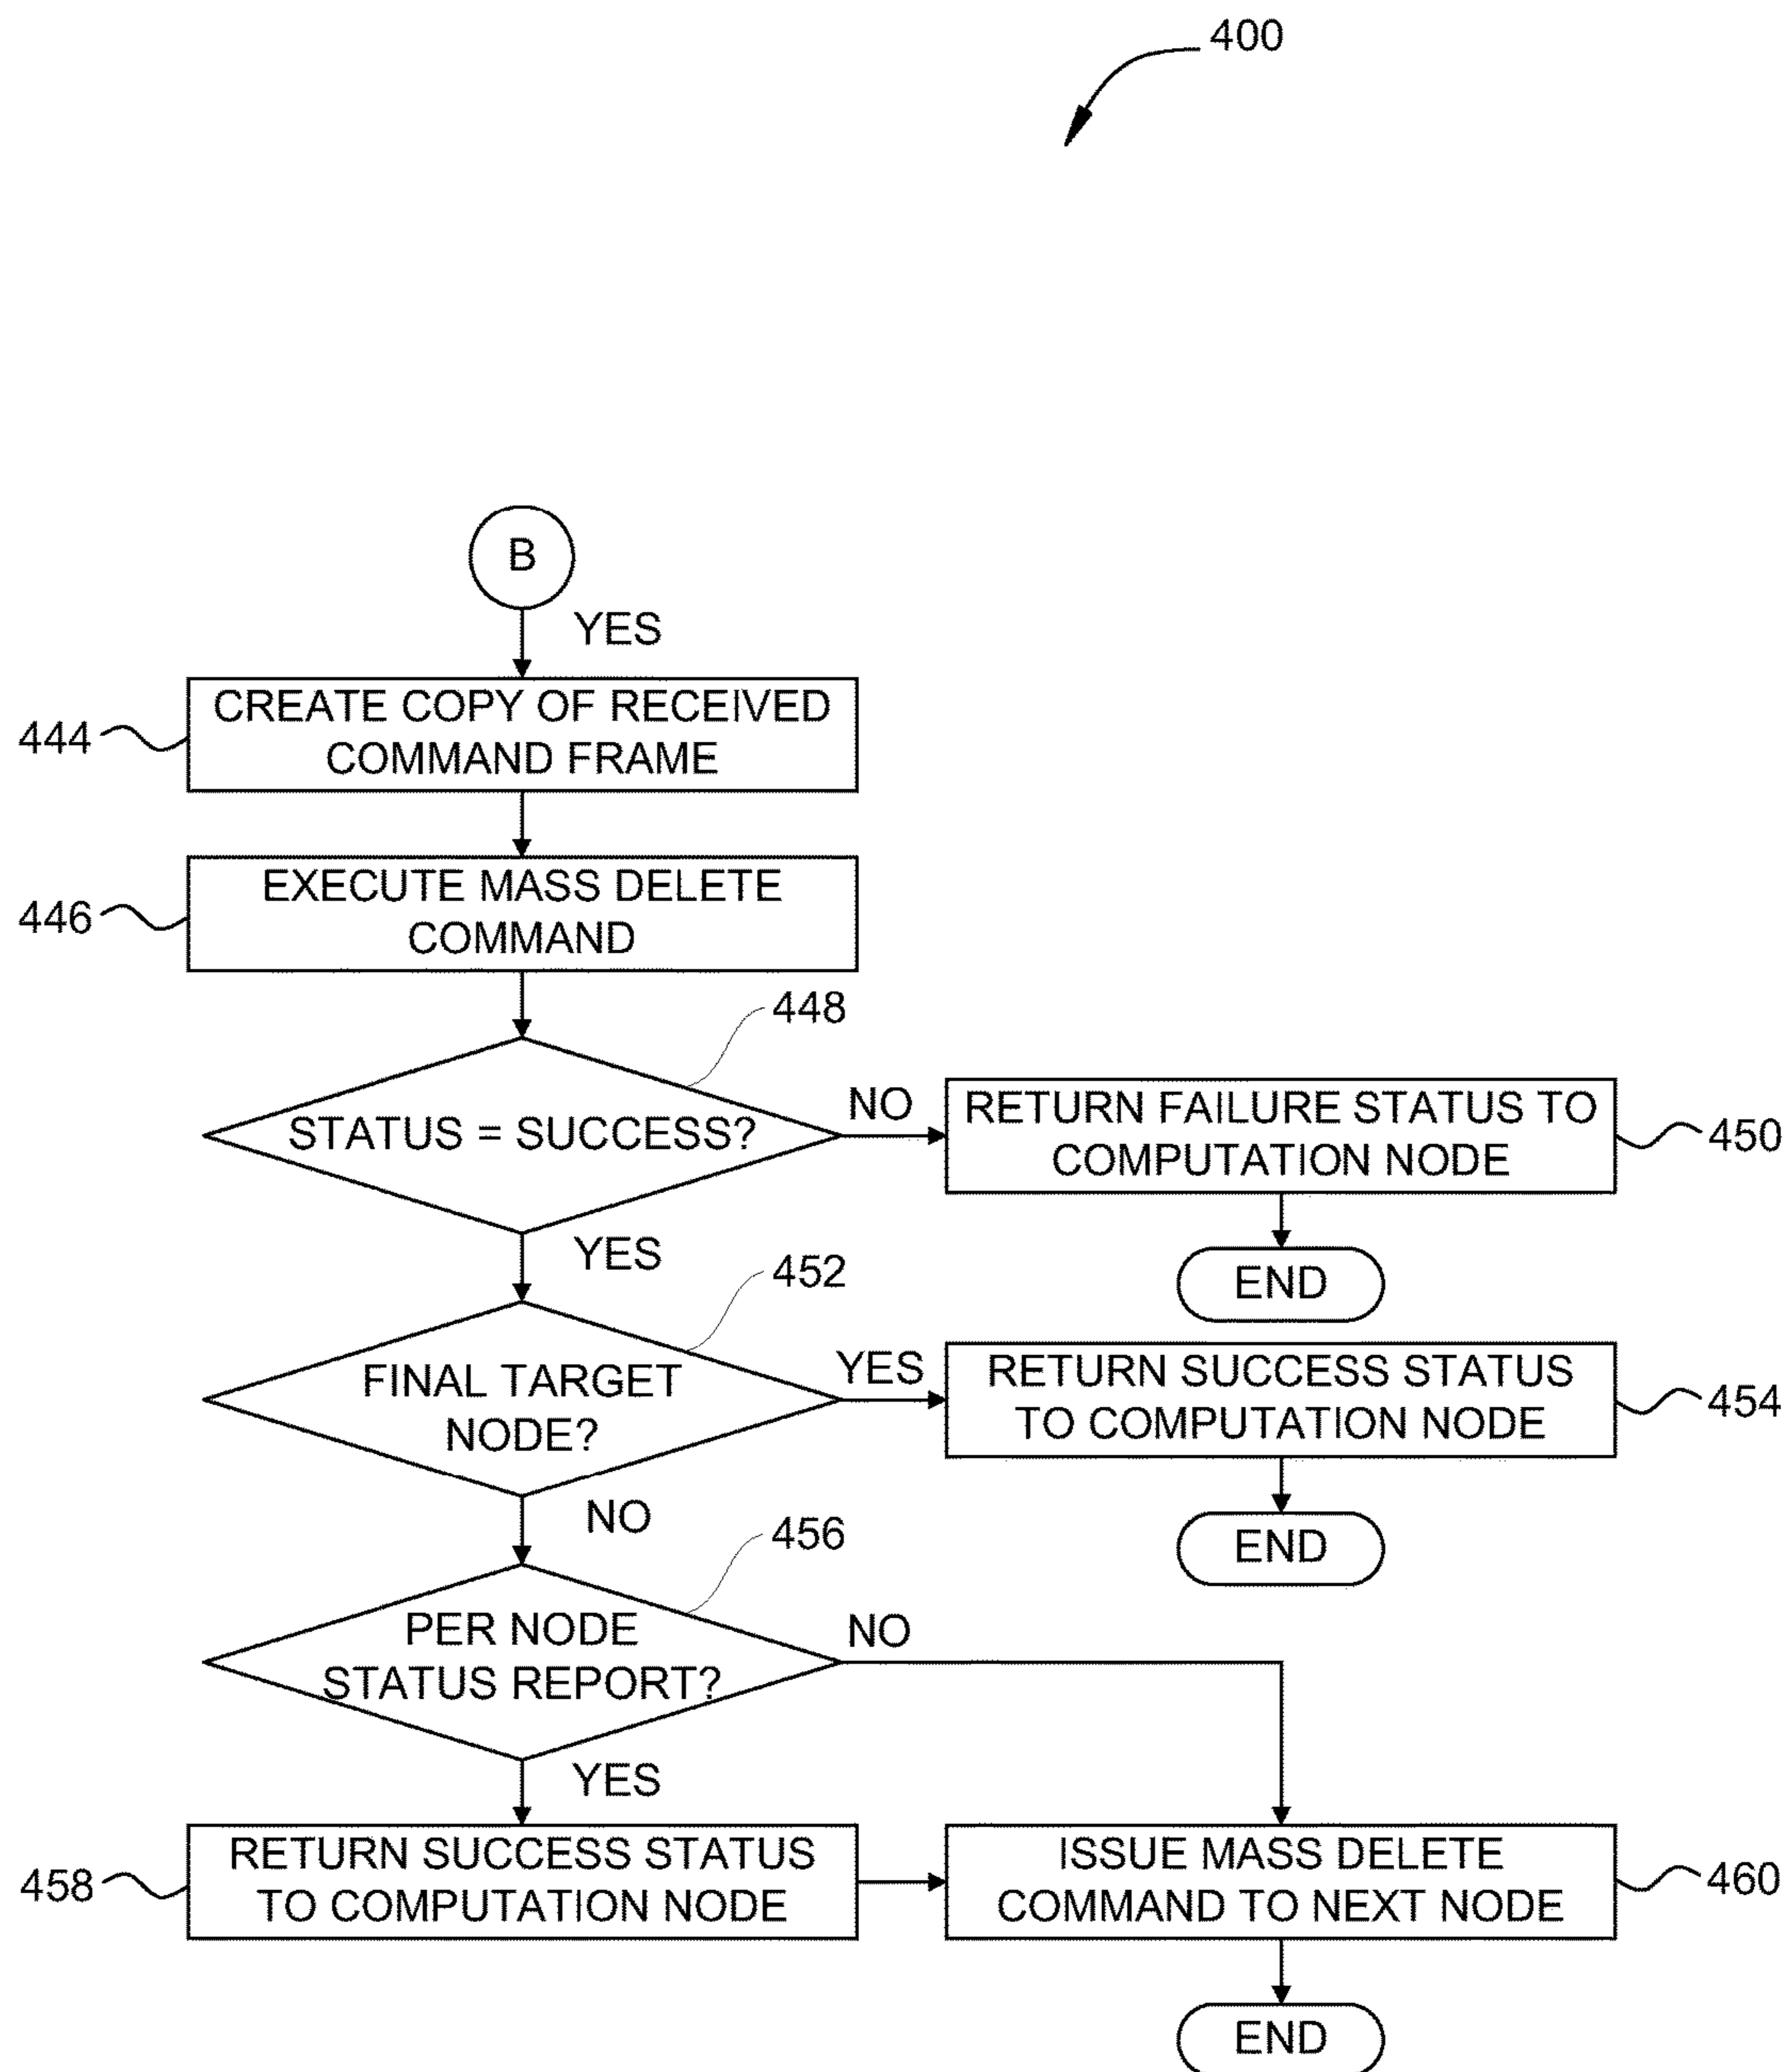 400
B
YES
444
CREATE COPY OF RECEIVED
COMMAND FRAME
446
EXECUTE MASS DELETE
COMMAND
448
STATUS = SUCCESS?
NO
RETURN FAILURE STATUS TO
COMPUTATION NODE
450
YES
END
452
FINAL TARGET
NODE?
YES
RETURN SUCCESS STATUS
TO COMPUTATION NODE
454
NO
END
456
PER NODE
STATUS REPORT?
NO
YES
458
RETURN SUCCESS STATUS
TO COMPUTATION NODE
ISSUE MASS DELETE
COMMAND TO NEXT NODE
460
END